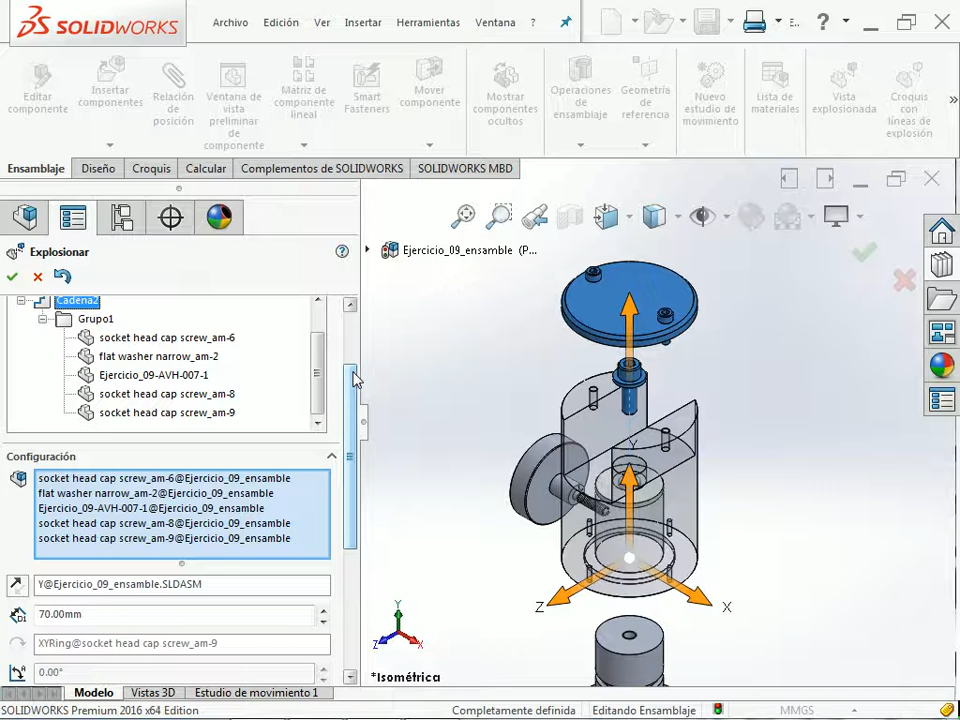 SOLIDWORKS
Archivo Edición Ver Insertar Herramientas Ventana ? E.. ?
Editar componente
Insertar componentes
Relación de posición
Ventana de vista preliminar de componente
Matriz de componente lineal
Smart Fasteners
Mover componente
Mostrar componentes ocultos
Operaciones de ensamblaje
Geometría de referencia
Nuevo estudio de movimiento
Lista de materiales
Vista explosionada
Croquis con líneas de explosión
»
Ensamblaje Diseño Croquis Calcular Complementos de SOLIDWORKS SOLIDWORKS MBD
Explosionar
Ejercicio_09_ensamble (P...
Cadena2
Grupo1
socket head cap screw_am-6
flat washer narrow_am-2
Ejercicio_09-AVH-007-1
socket head cap screw_am-8
socket head cap screw_am-9
Configuración
socket head cap screw_am-6@Ejercicio_09_ensamble
flat washer narrow_am-2@Ejercicio_09_ensamble
Ejercicio_09-AVH-007-1@Ejercicio_09_ensamble
socket head cap screw_am-8@Ejercicio_09_ensamble
socket head cap screw_am-9@Ejercicio_09_ensamble
Y@Ejercicio_09_ensamble.SLDASM
D1
70.00mm
XYRing@socket head cap screw_am-9
0.00°
Y
Z
X
Y
Z
X
*Isométrica
Modelo Vistas 3D Estudio de movimiento 1
SOLIDWORKS Premium 2016 x64 Edition Completamente definida Editando Ensamblaje MMGS